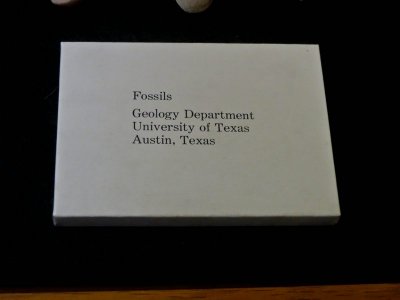 Fossils
Geology Department
University of Texas
Austin, Texas